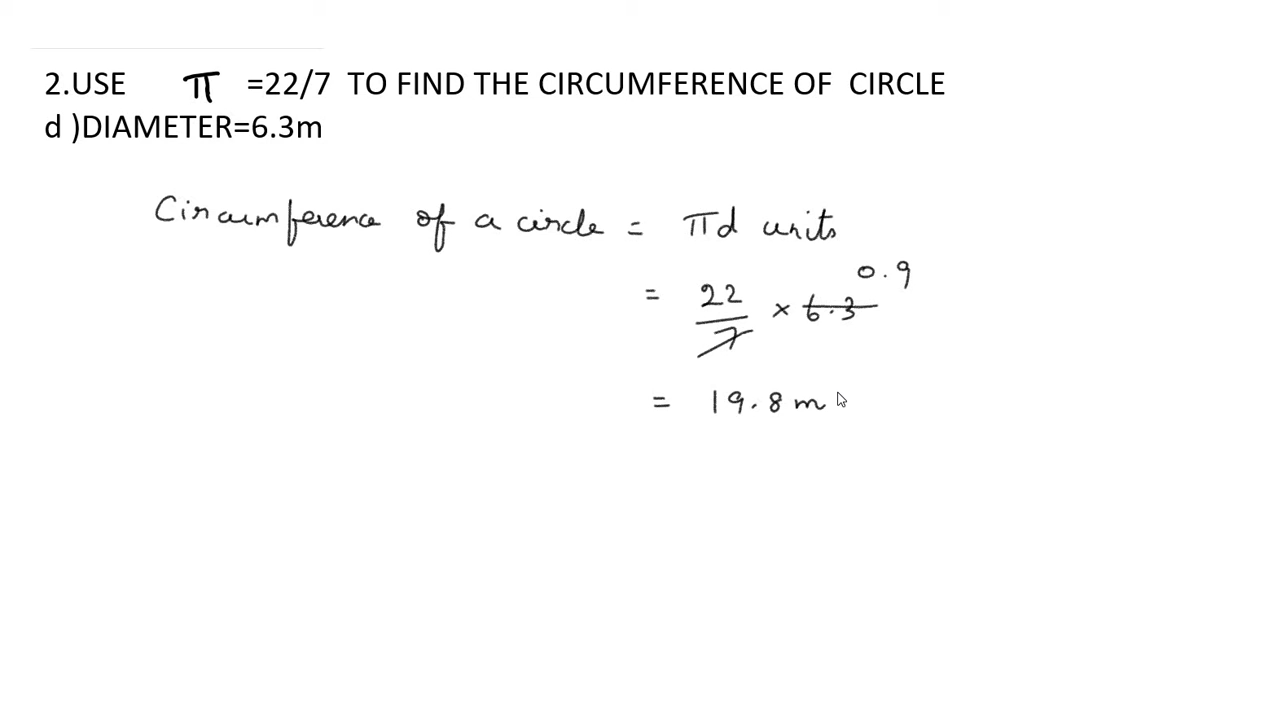 2.USE π =22/7 TO FIND THE CIRCUMFERENCE OF CIRCLE
d )DIAMETER=6.3m
Circumference of a circle = πd units
= 22/7 × 6.3 0.9
= 19.8 m